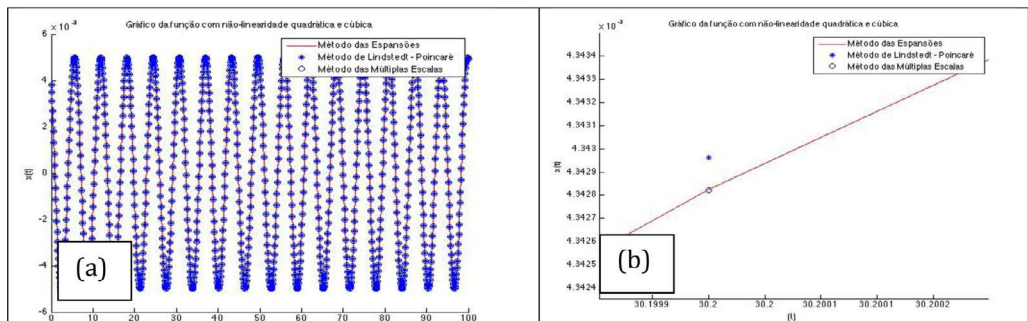 Gráfico da função com não-linearidade quadrática e cúbica
x 10⁻³
6
4
2
0
-2
-4
-6
x(t)
0 10 20 30 40 50 60 70 80 90 100
Método das Espansões
Método de Lindstedt - Poincarè
Método das Múltiplas Escalas
(a)
Gráfico da função com não-linearidade quadrática e cúbica
x 10⁻³
4.3434
4.3433
4.3432
4.3431
4.343
4.3429
4.3428
4.3427
4.3426
4.3425
4.3424
x(t)
30.1999 30.2 30.2 30.2001 30.2001 30.2002
(t)
Método das Espansões
Método de Lindstedt - Poincarè
Método das Múltiplas Escalas
(b)